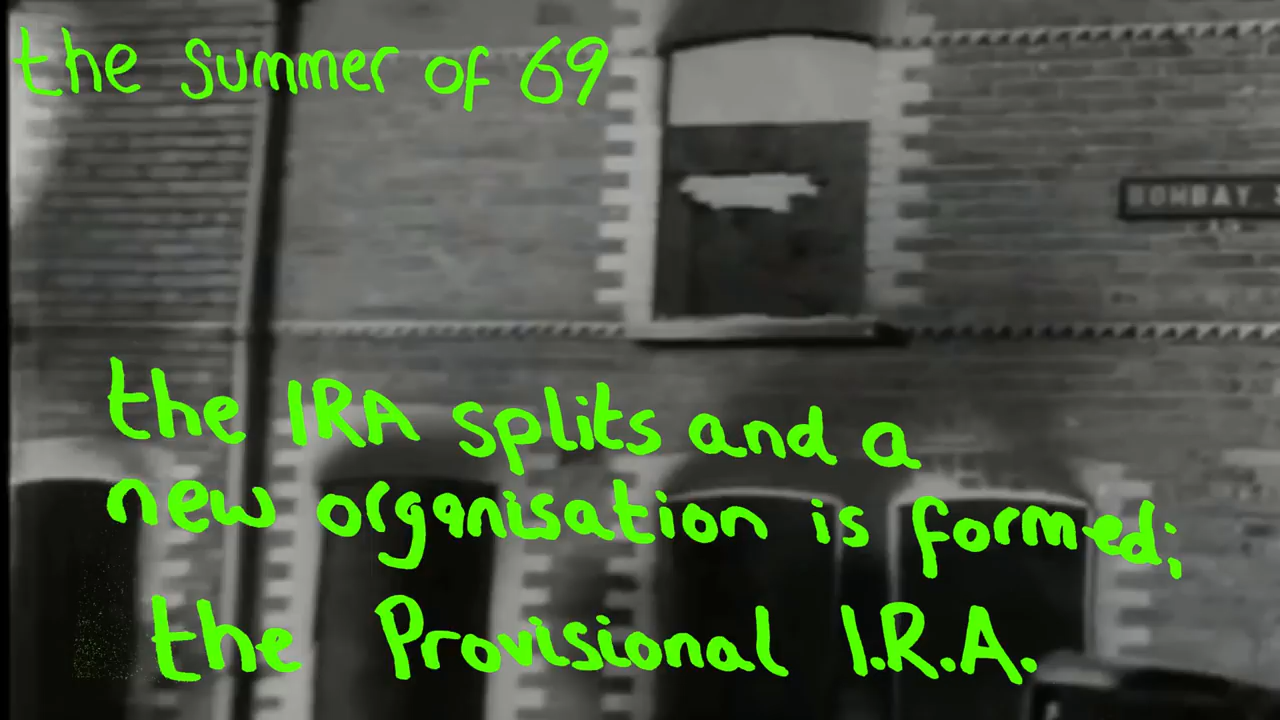 the Summer of 69
BOMBAY
the IRA splits and a
new organisation is formed;
the Provisional I.R.A.